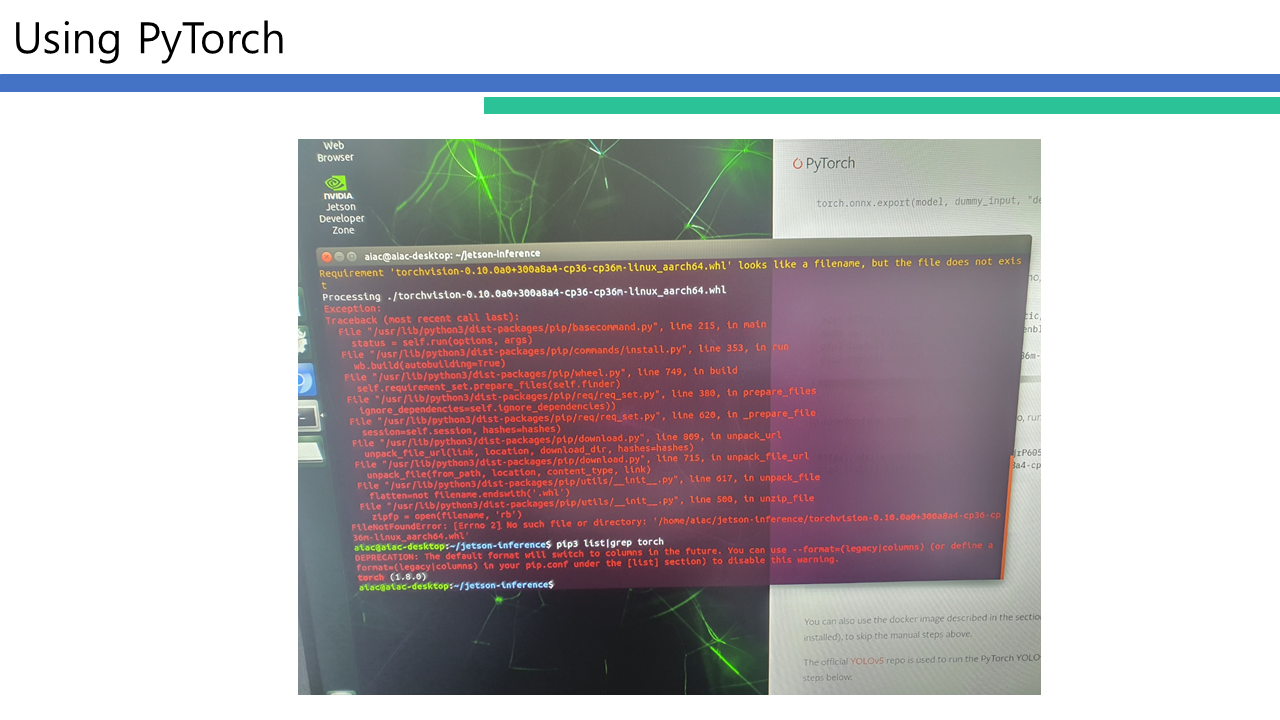 Using PyTorch
Web
Browser
NVIDIA.
Jetson
Developer
Zone
PyTorch
torch.onnx.export(model, dummy_input, "de
aiac@aiac-desktop: ~/jetson-inference
Requirement 'torchvision-0.10.0a0+300a8a4-cp36-cp36m-linux_aarch64.whl' looks like a filename, but the file does not exis
t
Processing ./torchvision-0.10.0a0+300a8a4-cp36-cp36m-linux_aarch64.whl
Exception:
Traceback (most recent call last):
File "/usr/lib/python3/dist-packages/pip/basecommand.py", line 215, in main
status = self.run(options, args)
File "/usr/lib/python3/dist-packages/pip/commands/install.py", line 353, in run
wb.build(autobuilding=True)
File "/usr/lib/python3/dist-packages/pip/wheel.py", line 749, in build
self.requirement_set.prepare_files(self.finder)
File "/usr/lib/python3/dist-packages/pip/req/req_set.py", line 380, in prepare_files
ignore_dependencies=self.ignore_dependencies))
File "/usr/lib/python3/dist-packages/pip/req/req_set.py", line 620, in _prepare_file
session=self.session, hashes=hashes)
File "/usr/lib/python3/dist-packages/pip/download.py", line 809, in unpack_url
unpack_file_url(link, location, download_dir, hashes=hashes)
File "/usr/lib/python3/dist-packages/pip/download.py", line 715, in unpack_file_url
unpack_file(from_path, location, content_type, link)
File "/usr/lib/python3/dist-packages/pip/utils/__init__.py", line 617, in unpack_file
flatten=not filename.endswith('.whl')
File "/usr/lib/python3/dist-packages/pip/utils/__init__.py", line 500, in unzip_file
zipfp = open(filename, 'rb')
FileNotFoundError: [Errno 2] No such file or directory: '/home/aiac/jetson-inference/torchvision-0.10.0a0+300a8a4-cp36-cp
36m-linux_aarch64.whl'
aiac@aiac-desktop:~/jetson-inference$ pip3 list|grep torch
DEPRECATION: The default format will switch to columns in the future. You can use --format=(legacy|columns) (or define a
format=(legacy|columns) in your pip.conf under the [list] section) to disable this warning.
torch (1.8.0)
aiac@aiac-desktop:~/jetson-inference$
You can also use the docker image described in the sectio
installed), to skip the manual steps above.
The official YOLOv5 repo is used to run the PyTorch YOLO
steps below.